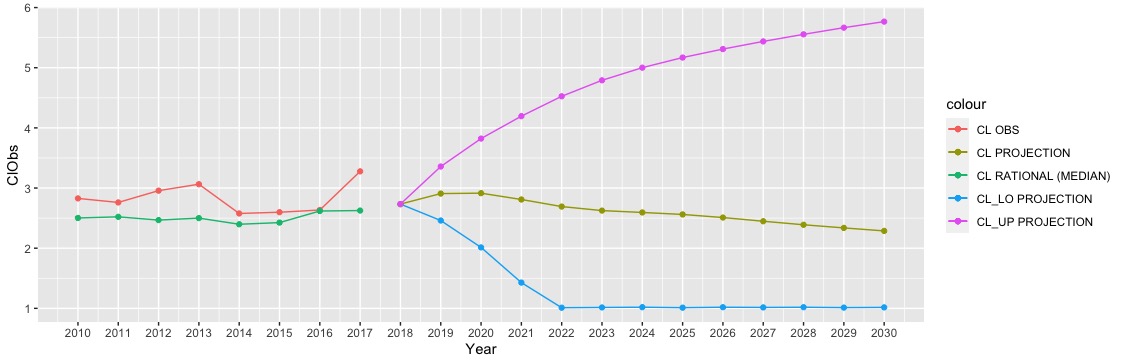 6
5
4
3
2
1
ClObs
2010 2011 2012 2013 2014 2015 2016 2017 2018 2019 2020 2021 2022 2023 2024 2025 2026 2027 2028 2029 2030
Year
colour
CL OBS
CL PROJECTION
CL RATIONAL (MEDIAN)
CL_LO PROJECTION
CL_UP PROJECTION